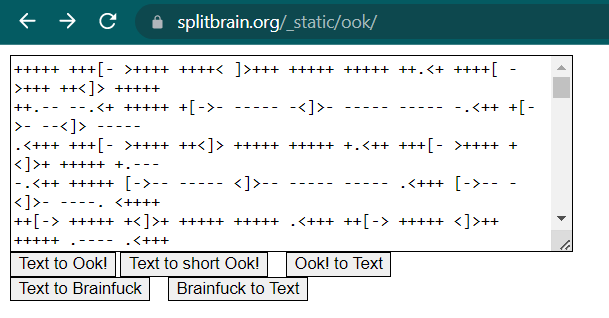 splitbrain.org/_static/ook/
+++++ +++[- >++++ ++++< ]>+++ +++++ +++++ ++.<+ ++++[ -
>+++ ++<]> +++++
++.-- --.<+ +++++ +[->- ----- -<]>- ----- ----- -.<++ +[-
>- --<]> -----
.<+++ +++[- >++++ ++<]> +++++ +++++ +.<++ +++[- >++++ +
<]>+ +++++ +.---
-.<++ +++++ [->-- ----- <]>-- ----- ----- .<+++ [->-- -
<]>- ----. <++++
++[-> +++++ +<]>+ +++++ +++++ .<+++ ++[-> +++++ <]>++
+++++ .---- .<+++
Text to Ook! Text to short Ook! Ook! to Text
Text to Brainfuck Brainfuck to Text